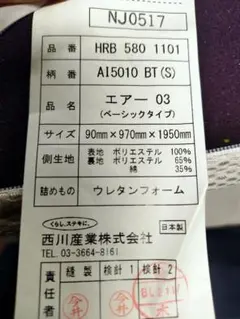 NJ0517
品番 HRB 580 1101
柄番 AI5010 BT(S)
品名 エアー 03
(ベーシックタイプ)
サイズ 90mm×970mm×1950mm
側生地 表地 ポリエステル 100%
裏地 ポリエステル 65%
綿 35%
詰めもの ウレタンフォーム
くらし、ステキに。
日本製
西川産業株式会社
TEL. 03-3664-8161
責任者 縫製 検針1 検針2
今井 今井